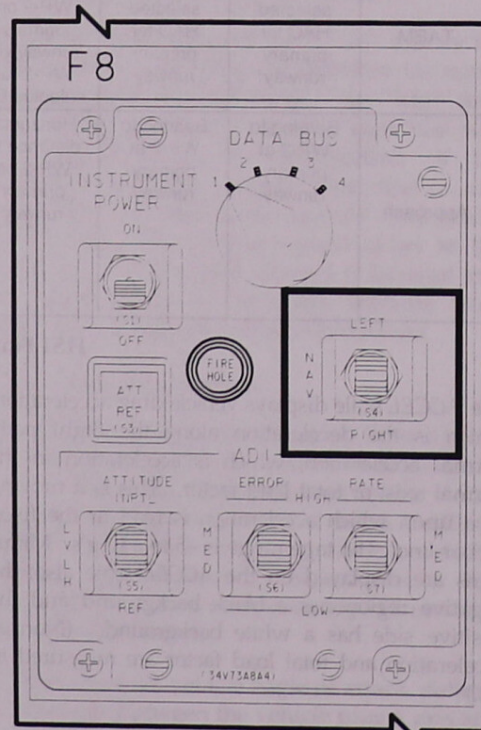 F8
DATA BUS
1 2 3 4
INSTRUMENT
POWER
ON
(S1)
OFF
FIRE
HOLE
LEFT
NAV
(S4)
RIGHT
ATT
REF
(S3)
ADI
ATTITUDE
INRTL
LVLH
(S5)
REF
ERROR
HIGH
MED
(S6)
LOW
RATE
MED
(S7)